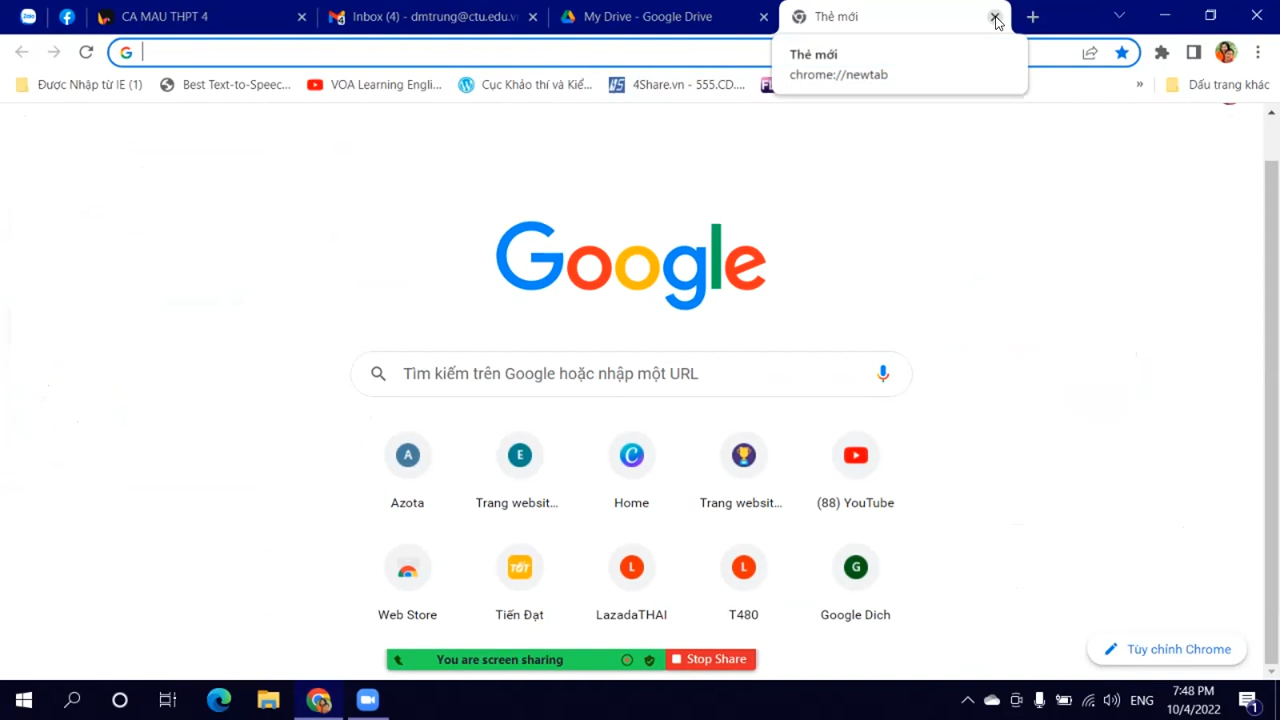 Zalo
CA MAU THPT 4
Inbox (4) - dmtrung@ctu.edu.v
My Drive - Google Drive
Thẻ mới
Thẻ mới
chrome://newtab
Được Nhập từ IE (1)
Best Text-to-Speec...
VOA Learning Engli...
Cục Khảo thí và Kiể...
4Share.vn - 555.CD....
»
Dấu trang khác
Google
Tìm kiếm trên Google hoặc nhập một URL
A
E
Azota
Trang websit...
Home
Trang websit...
(88) YouTube
TỐT
L
L
G
Web Store
Tiến Đạt
LazadaTHAI
T480
Google Dich
You are screen sharing
Stop Share
Tùy chỉnh Chrome
ENG
7:48 PM
10/4/2022
1